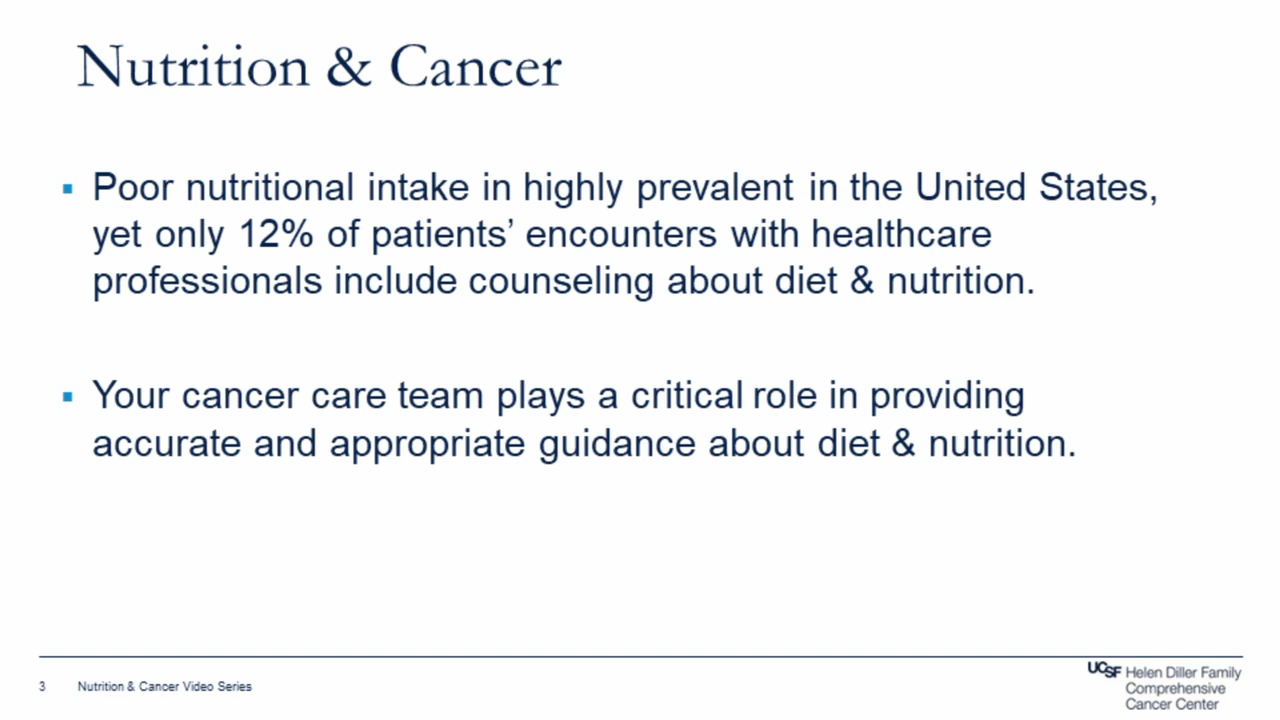 Nutrition & Cancer
▪ Poor nutritional intake in highly prevalent in the United States,
yet only 12% of patients’ encounters with healthcare
professionals include counseling about diet & nutrition.
▪ Your cancer care team plays a critical role in providing
accurate and appropriate guidance about diet & nutrition.
3 Nutrition & Cancer Video Series
UCSF Helen Diller Family
Comprehensive
Cancer Center